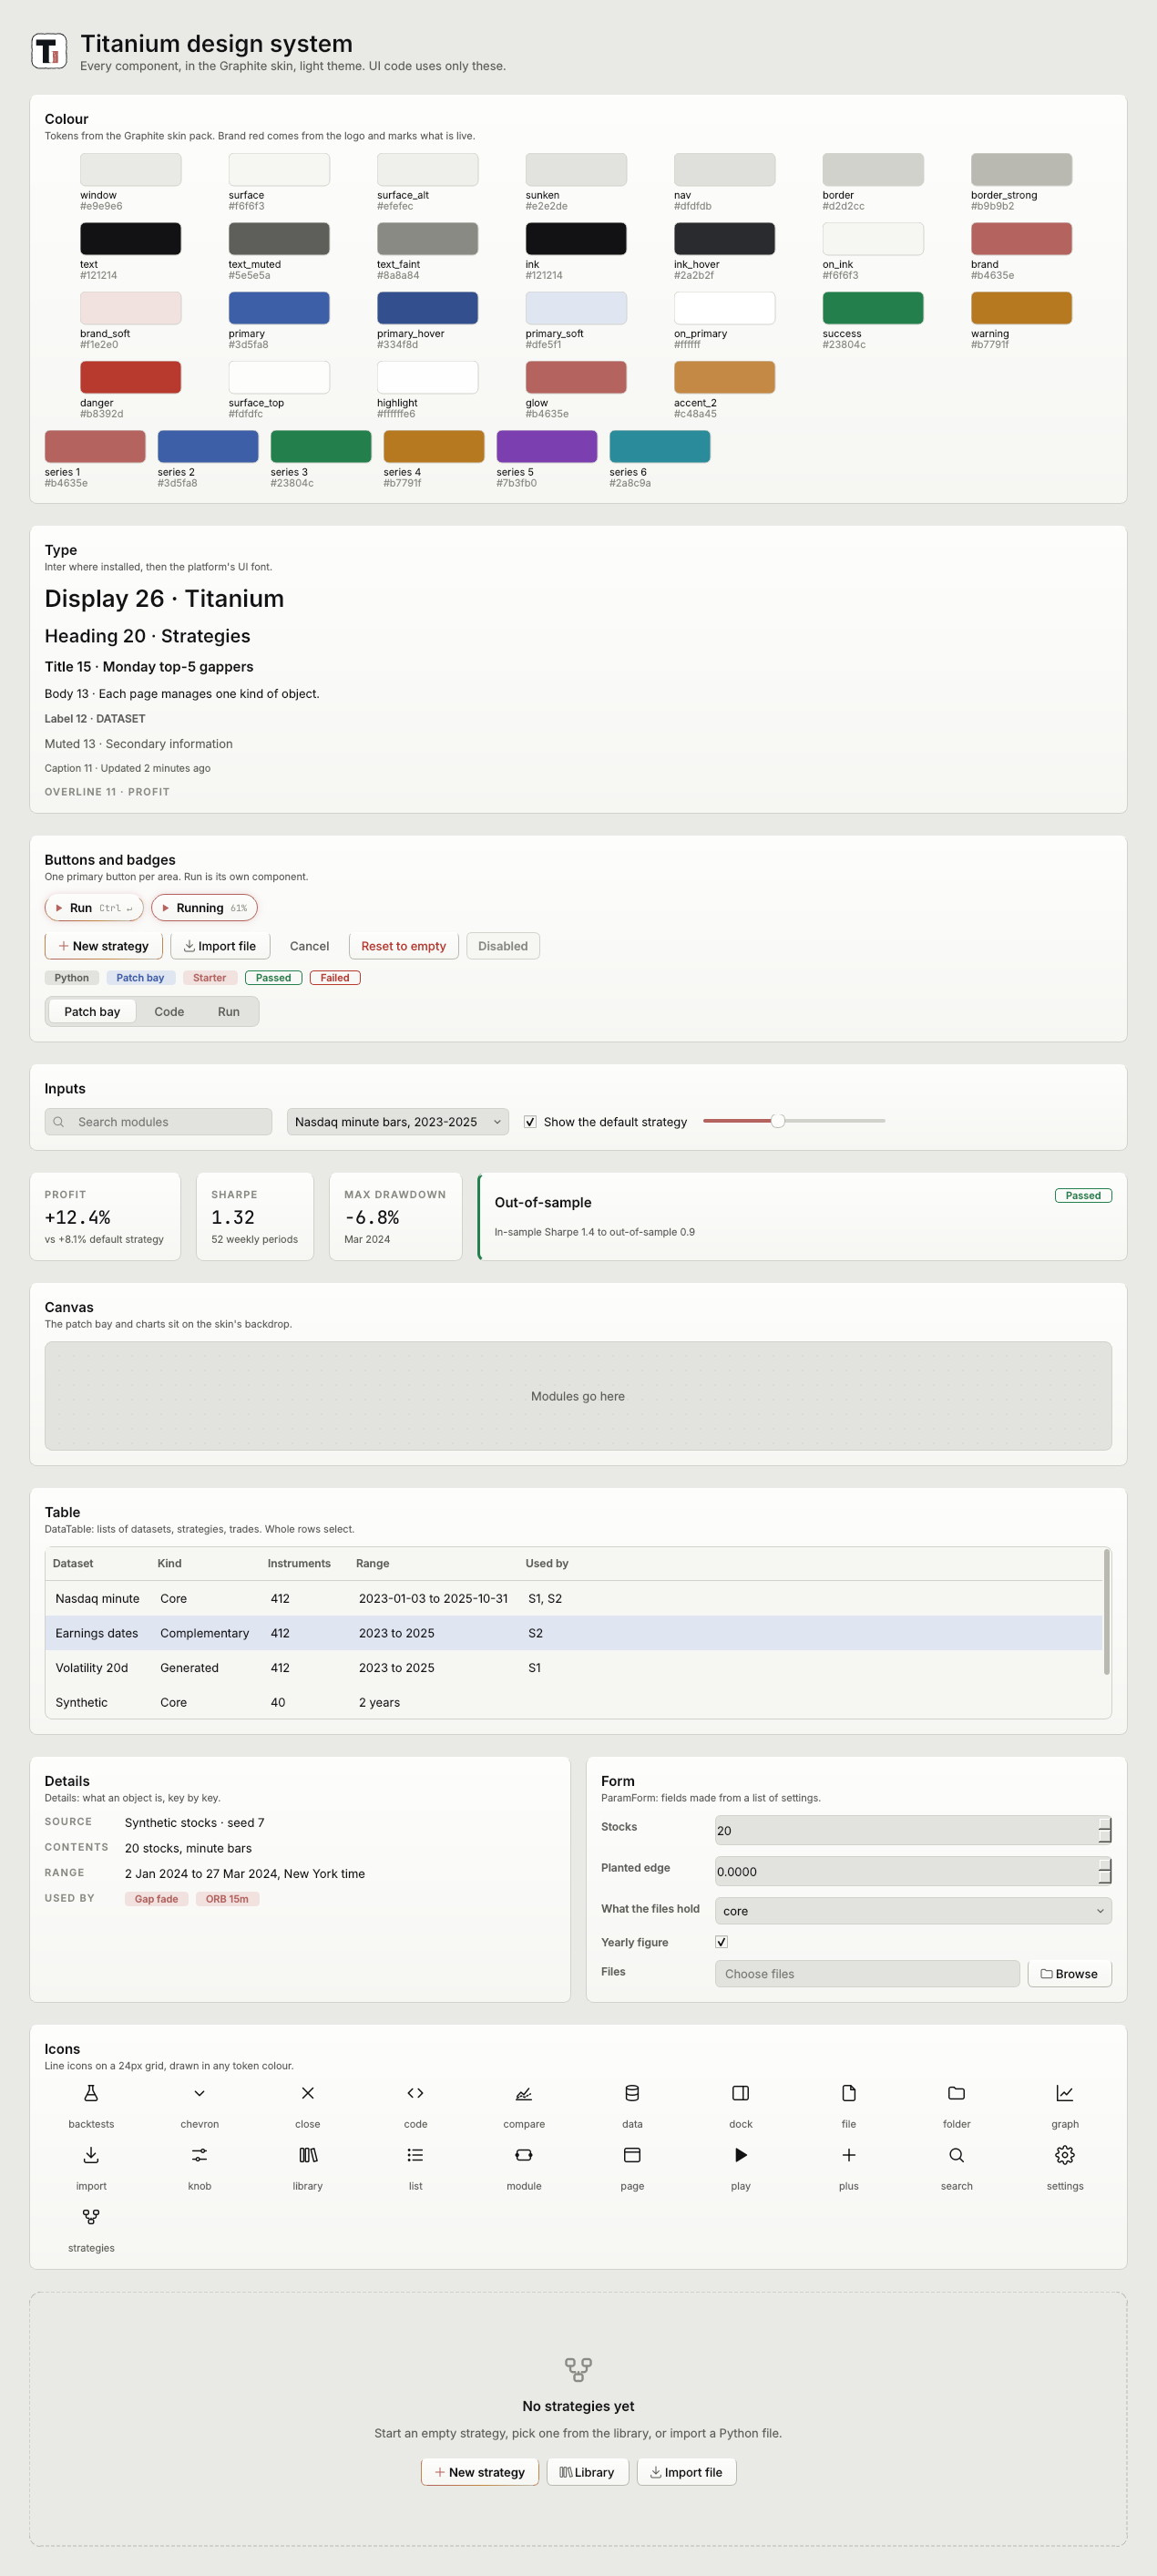 Ti
Titanium design system
Every component, in the Graphite skin, light theme. UI code uses only these.
Colour
Tokens from the Graphite skin pack. Brand red comes from the logo and marks what is live.
window surface surface_alt sunken nav border border_strong
#e9e9e6 #f6f6f3 #efefec #e2e2de #dfdfdb #d2d2cc #b9b9b2
text text_muted text_faint ink ink_hover on_ink brand
#121214 #5e5e5a #8a8a84 #121214 #2a2b2f #f6f6f3 #b4635e
brand_soft primary primary_hover primary_soft on_primary success warning
#f1e2e0 #3d5fa8 #334f8d #dfe5f1 #ffffff #23804c #b7791f
danger surface_top highlight glow accent_2
#b8392d #fdfdfc #ffffffe6 #b4635e #c48a45
series 1 series 2 series 3 series 4 series 5 series 6
#b4635e #3d5fa8 #23804c #b7791f #7b3fb0 #2a8c9a
Type
Inter where installed, then the platform's UI font.
Display 26 · Titanium
Heading 20 · Strategies
Title 15 · Monday top-5 gappers
Body 13 · Each page manages one kind of object.
Label 12 · DATASET
Muted 13 · Secondary information
Caption 11 · Updated 2 minutes ago
OVERLINE 11 · PROFIT
Buttons and badges
One primary button per area. Run is its own component.
Run Ctrl ↵ Running 61%
New strategy Import file Cancel Reset to empty Disabled
Python Patch bay Starter Passed Failed
Patch bay Code Run
Inputs
Search modules Nasdaq minute bars, 2023-2025 Show the default strategy
PROFIT SHARPE MAX DRAWDOWN Out-of-sample Passed
+12.4% 1.32 -6.8%
vs +8.1% default strategy 52 weekly periods Mar 2024 In-sample Sharpe 1.4 to out-of-sample 0.9
Canvas
The patch bay and charts sit on the skin's backdrop.
Modules go here
Table
DataTable: lists of datasets, strategies, trades. Whole rows select.
Dataset Kind Instruments Range Used by
Nasdaq minute Core 412 2023-01-03 to 2025-10-31 S1, S2
Earnings dates Complementary 412 2023 to 2025 S2
Volatility 20d Generated 412 2023 to 2025 S1
Synthetic Core 40 2 years
Details
Details: what an object is, key by key.
SOURCE Synthetic stocks · seed 7
CONTENTS 20 stocks, minute bars
RANGE 2 Jan 2024 to 27 Mar 2024, New York time
USED BY Gap fade ORB 15m
Form
ParamForm: fields made from a list of settings.
Stocks 20
Planted edge 0.0000
What the files hold core
Yearly figure
Files Choose files Browse
Icons
Line icons on a 24px grid, drawn in any token colour.
backtests chevron close code compare data dock file folder graph
import knob library list module page play plus search settings
strategies
No strategies yet
Start an empty strategy, pick one from the library, or import a Python file.
New strategy Library Import file